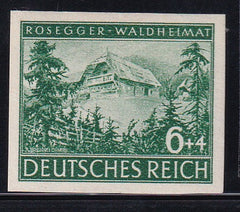 ROSEGGER-WALDHEIMAT
6+4
DEUTSCHES REICH